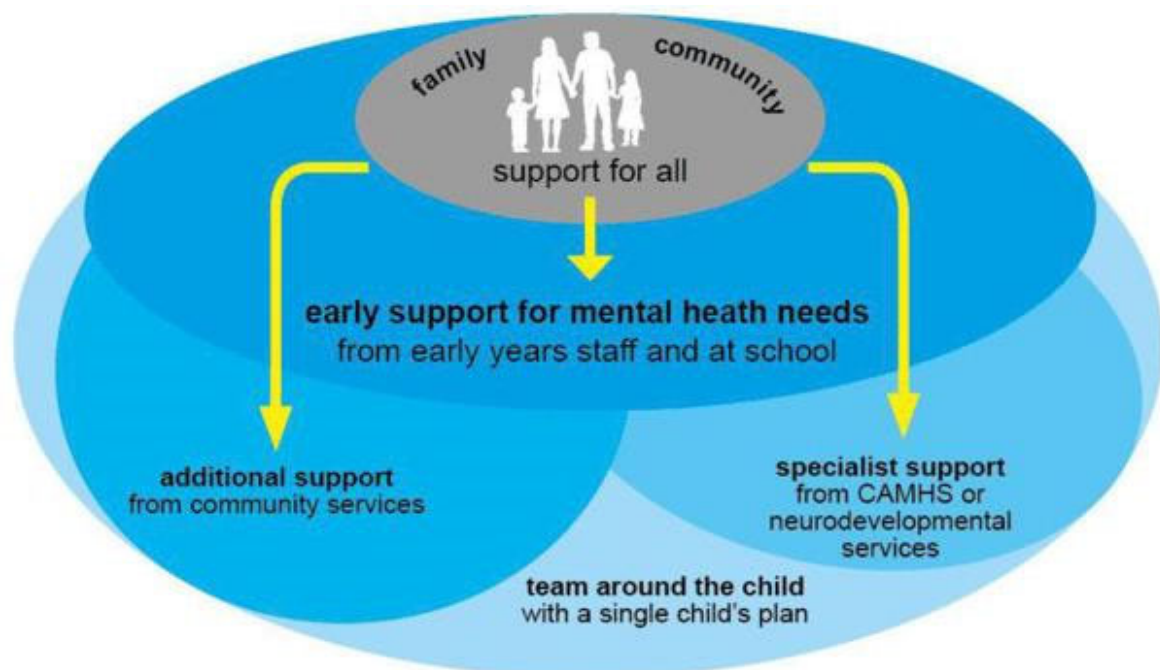 family
community
support for all
early support for mental heath needs
from early years staff and at school
additional support
from community services
specialist support
from CAMHS or
neurodevelopmental
services
team around the child
with a single child's plan